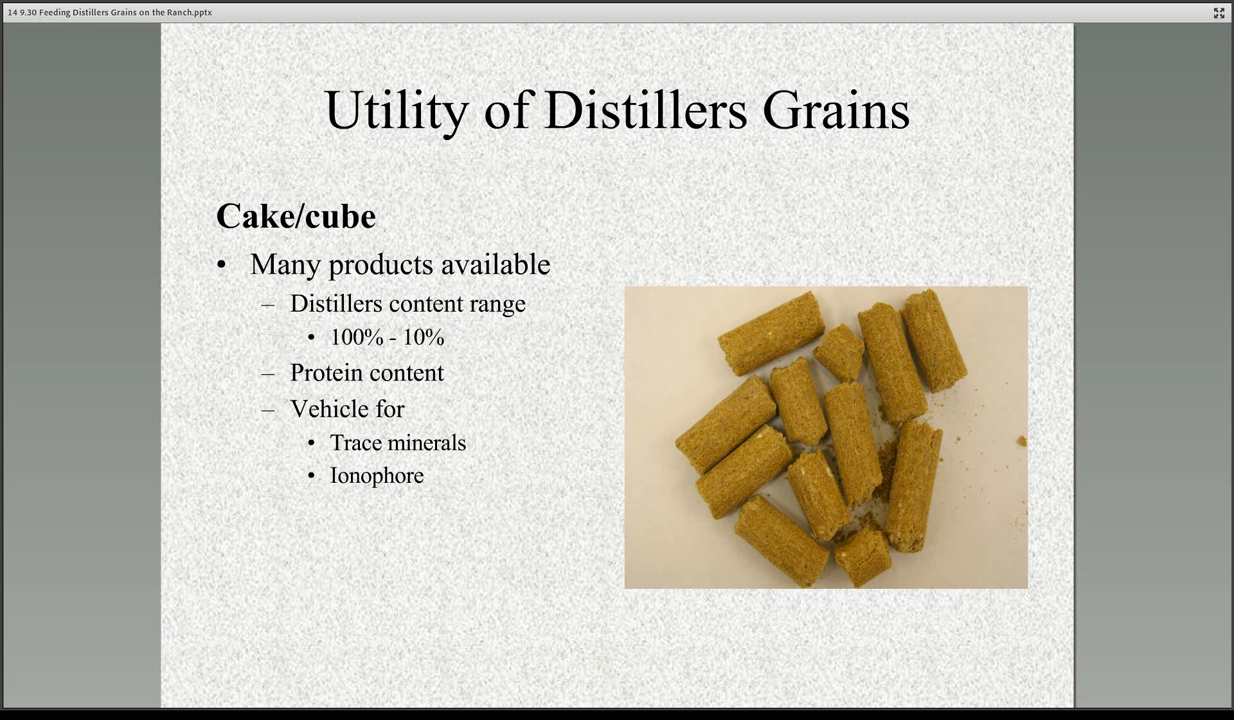 14 9.30 Feeding Distillers Grains on the Ranch.pptx
Utility of Distillers Grains
Cake/cube
• Many products available
– Distillers content range
• 100% - 10%
– Protein content
– Vehicle for
• Trace minerals
• Ionophore